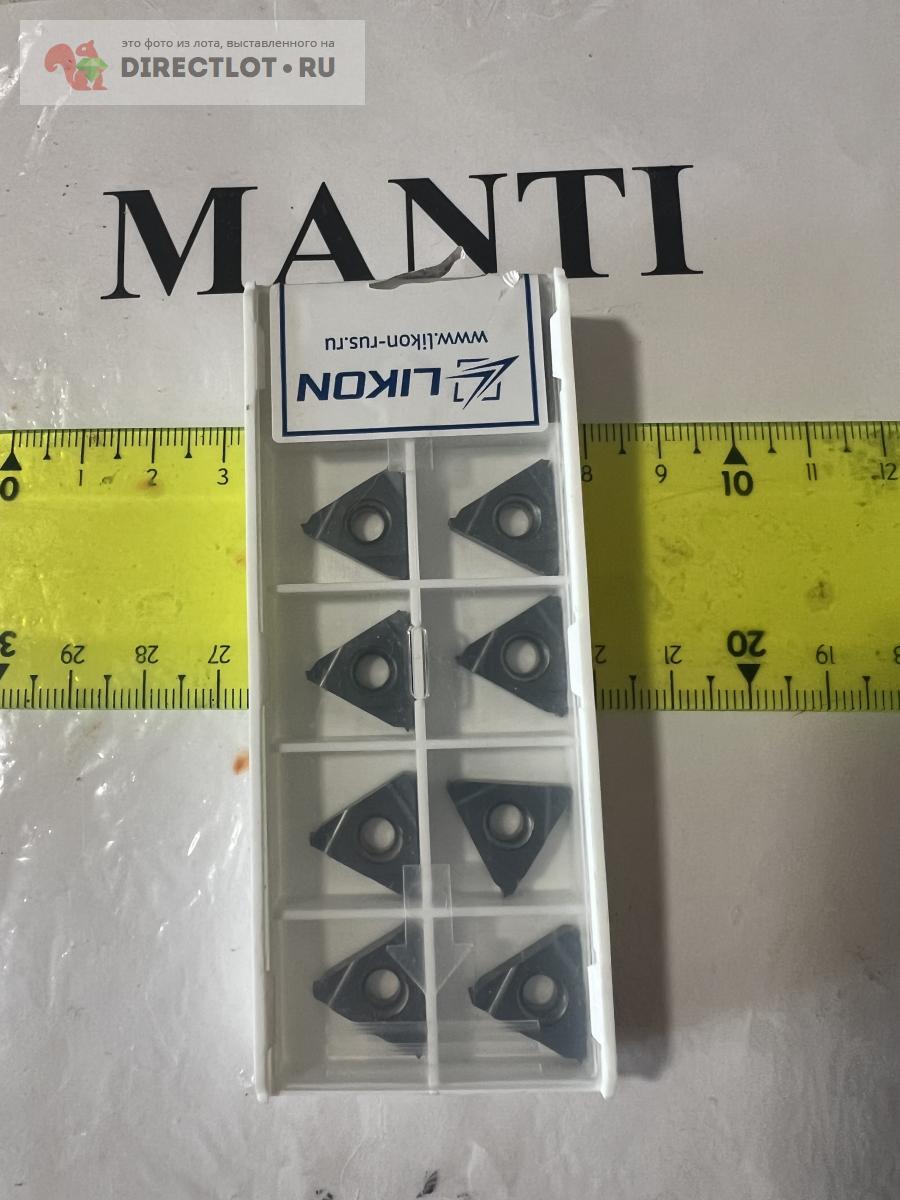 это фото из лота, выставленного на
DIRECTLOT.RU
MANTI
www.likon-rus.ru
LIKON
0 1 2 3 8 9 10 11 12
3 29 28 27 21 20 19